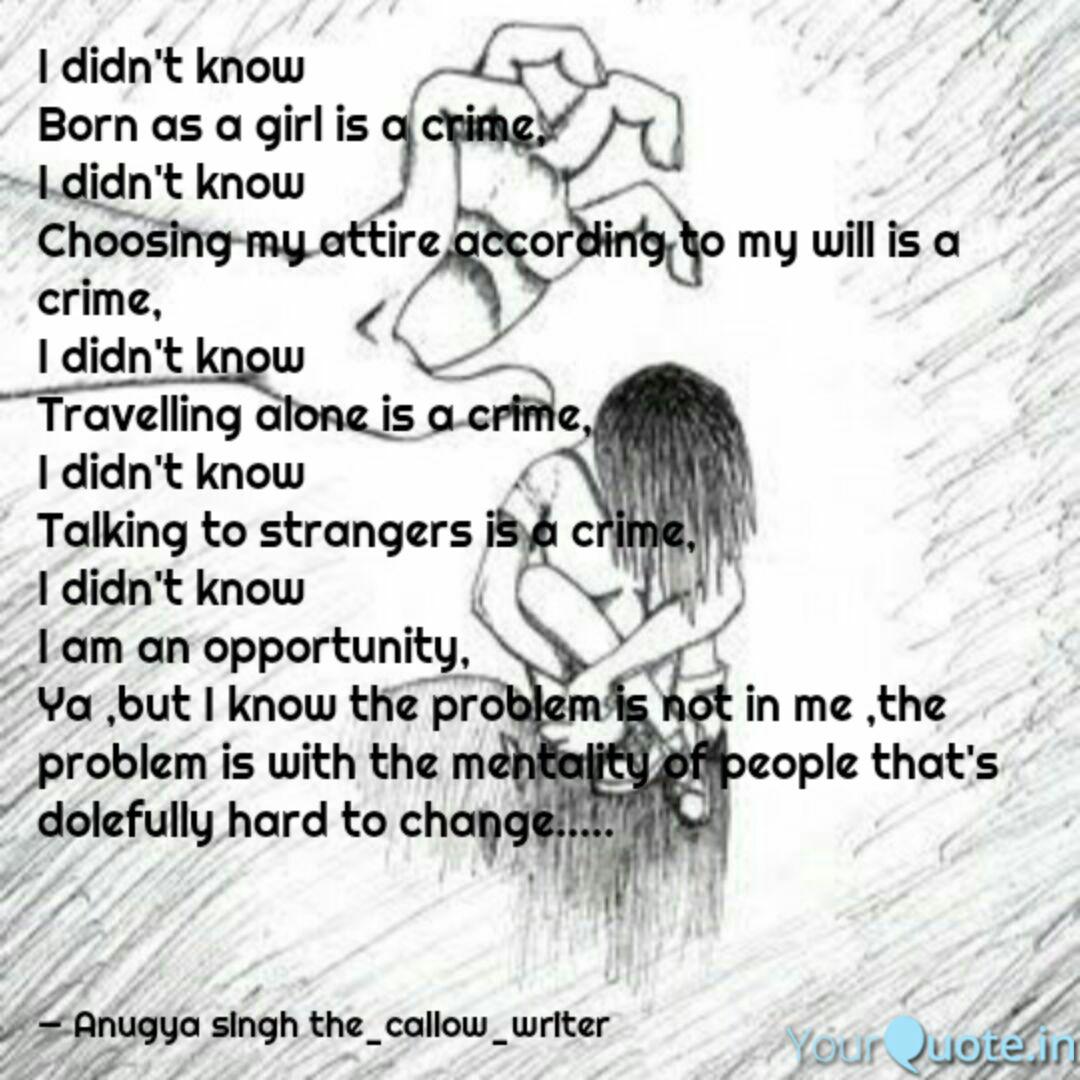 I didn't know
Born as a girl is a crime,
I didn't know
Choosing my attire according to my will is a
crime,
I didn't know
Travelling alone is a crime,
I didn't know
Talking to strangers is a crime,
I didn't know
I am an opportunity,
Ya ,but I know the problem is not in me ,the
problem is with the mentality of people that's
dolefully hard to change.....
— Anugya singh the_callow_writer
YourQuote.in